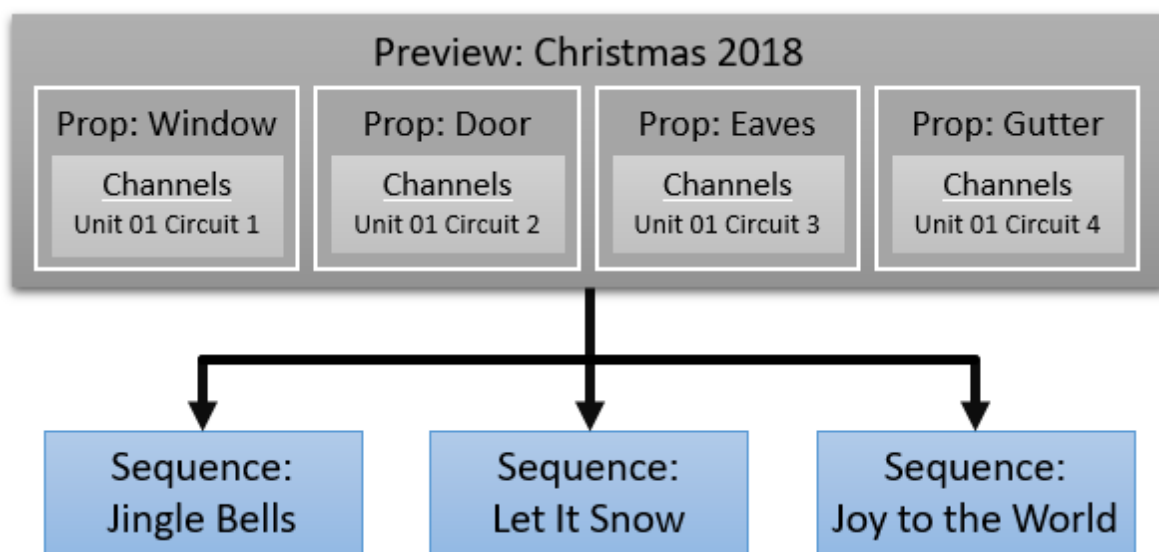 Preview: Christmas 2018
Prop: Window
Channels
Unit 01 Circuit 1
Prop: Door
Channels
Unit 01 Circuit 2
Prop: Eaves
Channels
Unit 01 Circuit 3
Prop: Gutter
Channels
Unit 01 Circuit 4
Sequence:
Jingle Bells
Sequence:
Let It Snow
Sequence:
Joy to the World